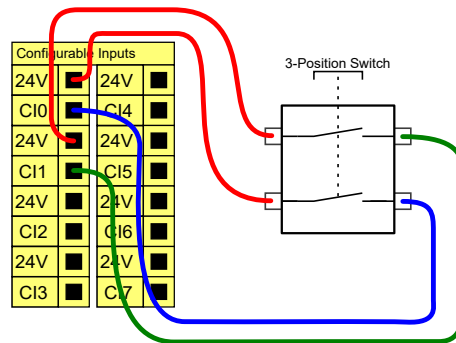 Configurable Inputs
3-Position Switch
24V 24V
CI0 CI4
24V 24V
CI1 CI5
24V 24V
CI2 CI6
24V 24V
CI3 CI7